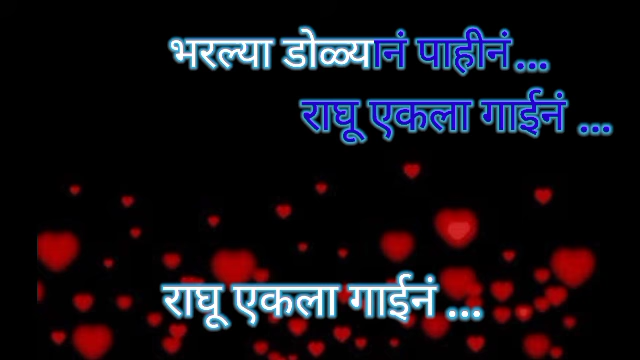 भरल्या डोळ्यानं पाहीनं...
राघू एकला गाईनं ...
राघू एकला गाईनं ...